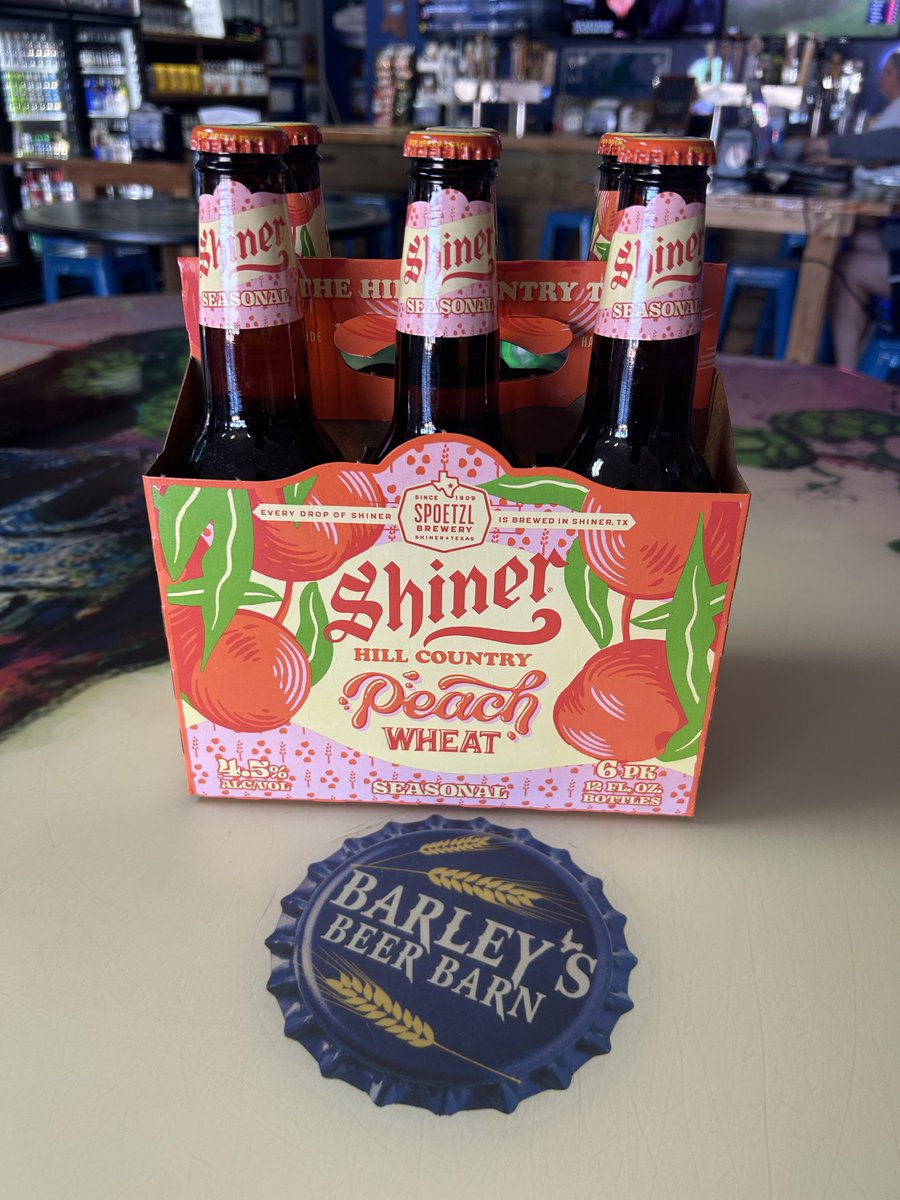 Shiner
SEASONAL
Shiner
SEASONAL
Shiner
SEASONAL
THE HIL
NTRY T
SINCE 1909
SPOETZL
BREWERY
SHINER TEXAS
EVERY DROP OF SHINER
IS BREWED IN SHINER, TX
Shiner®
HILL COUNTRY
Peach
WHEAT
4.5%
ALC/VOL
SEASONAL
6 PK
12 FL. OZ.
BOTTLES
BARLEY'S
BEER BARN